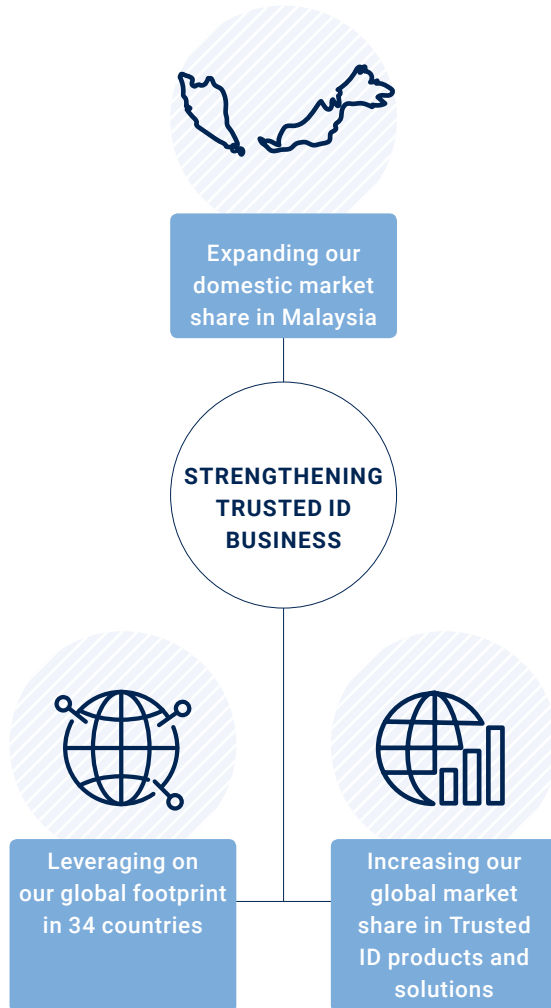 Expanding our
domestic market
share in Malaysia
STRENGTHENING
TRUSTED ID
BUSINESS
Leveraging on
our global footprint
in 34 countries
Increasing our
global market
share in Trusted
ID products and
solutions